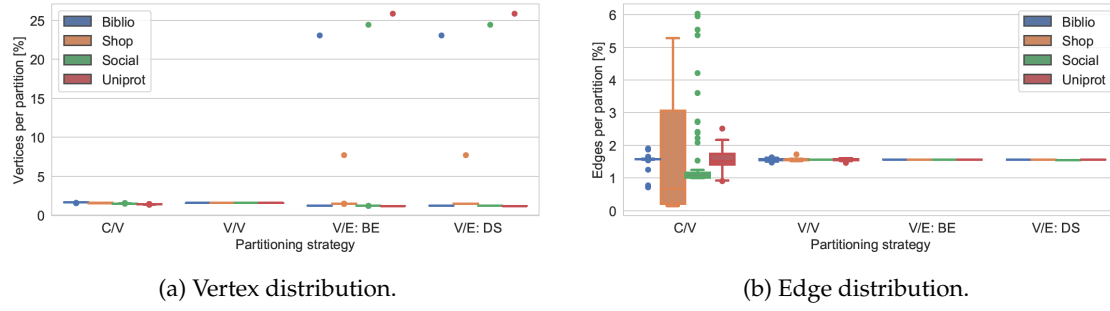 Vertices per partition [%]
25
20
15
10
5
0
Biblio
Shop
Social
Uniprot
C/V
V/V
V/E: BE
V/E: DS
Partitioning strategy
(a) Vertex distribution.
Edges per partition [%]
6
5
4
3
2
1
0
Biblio
Shop
Social
Uniprot
C/V
V/V
V/E: BE
V/E: DS
Partitioning strategy
(b) Edge distribution.